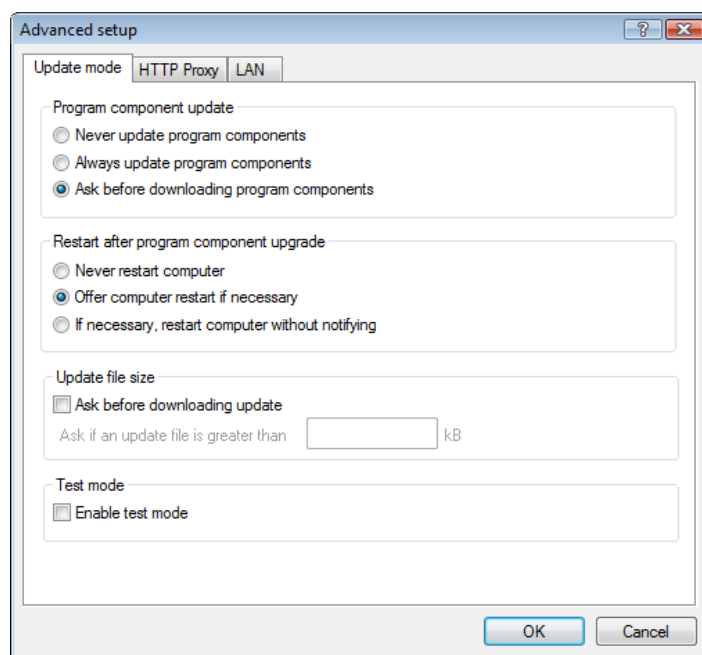 Advanced setup
Update mode HTTP Proxy LAN
Program component update
Never update program components
Always update program components
Ask before downloading program components
Restart after program component upgrade
Never restart computer
Offer computer restart if necessary
If necessary, restart computer without notifying
Update file size
Ask before downloading update
Ask if an update file is greater than kB
Test mode
Enable test mode
OK Cancel